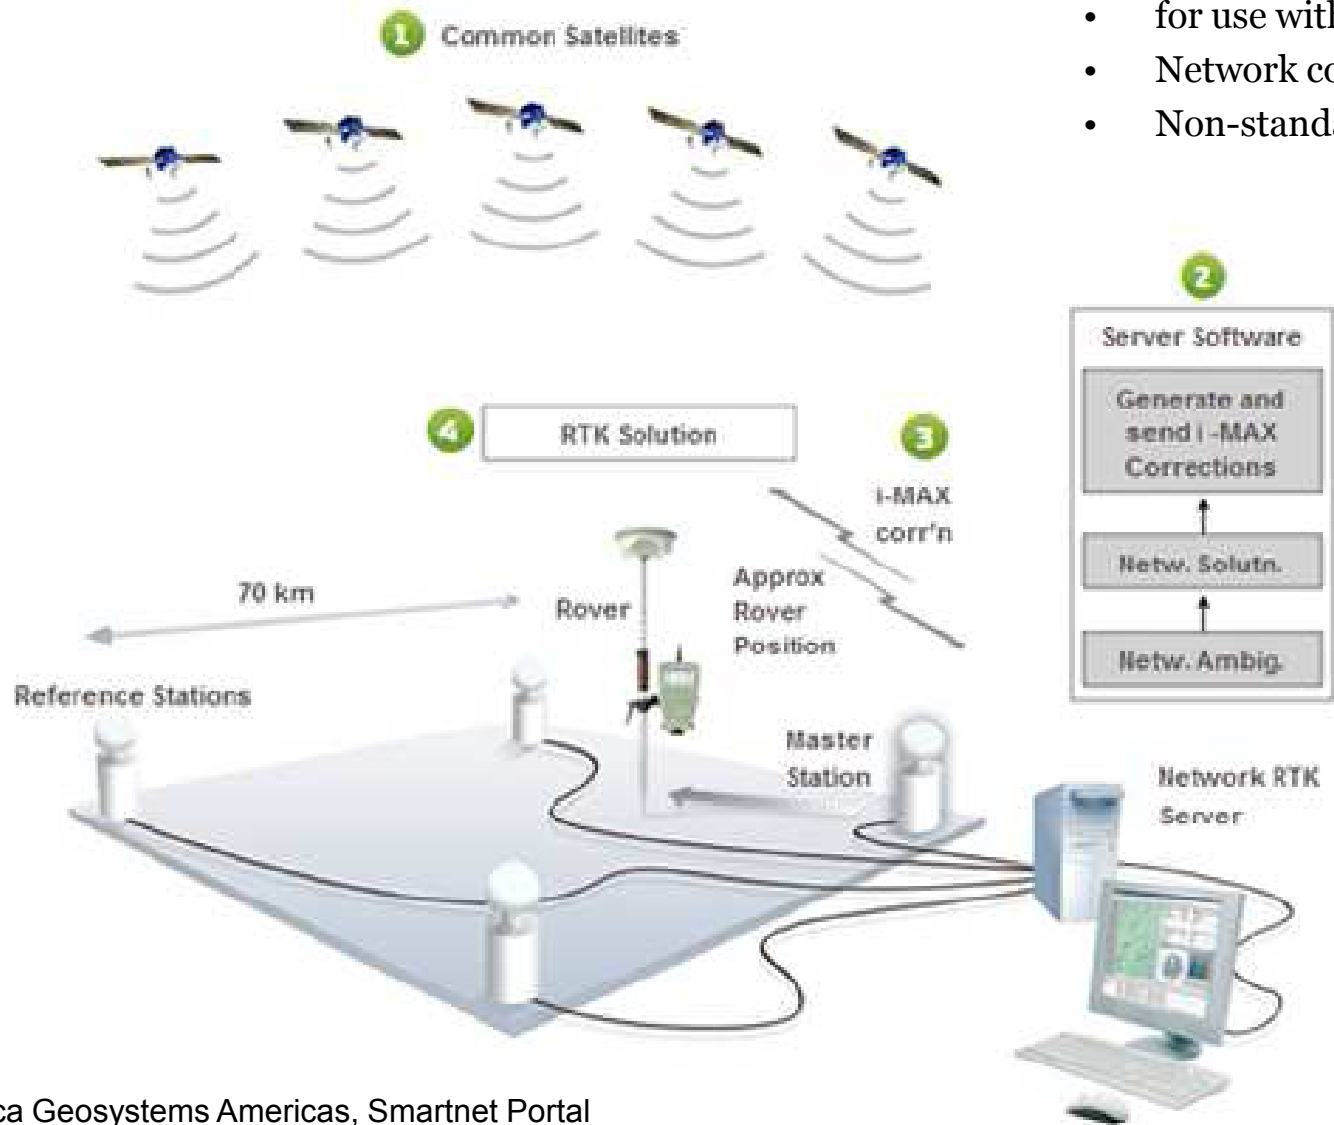 1 Common Satellites
• for use with
• Network co
• Non-standa
2
Server Software
Generate and
send i -MAX
Corrections
Netw. Solutn.
Netw. Ambig.
4 RTK Solution
3
i-MAX
corr'n
Approx
Rover
Position
70 km
Rover
Reference Stations
Master
Station
Network RTK
Server
ca Geosystems Americas, Smartnet Portal